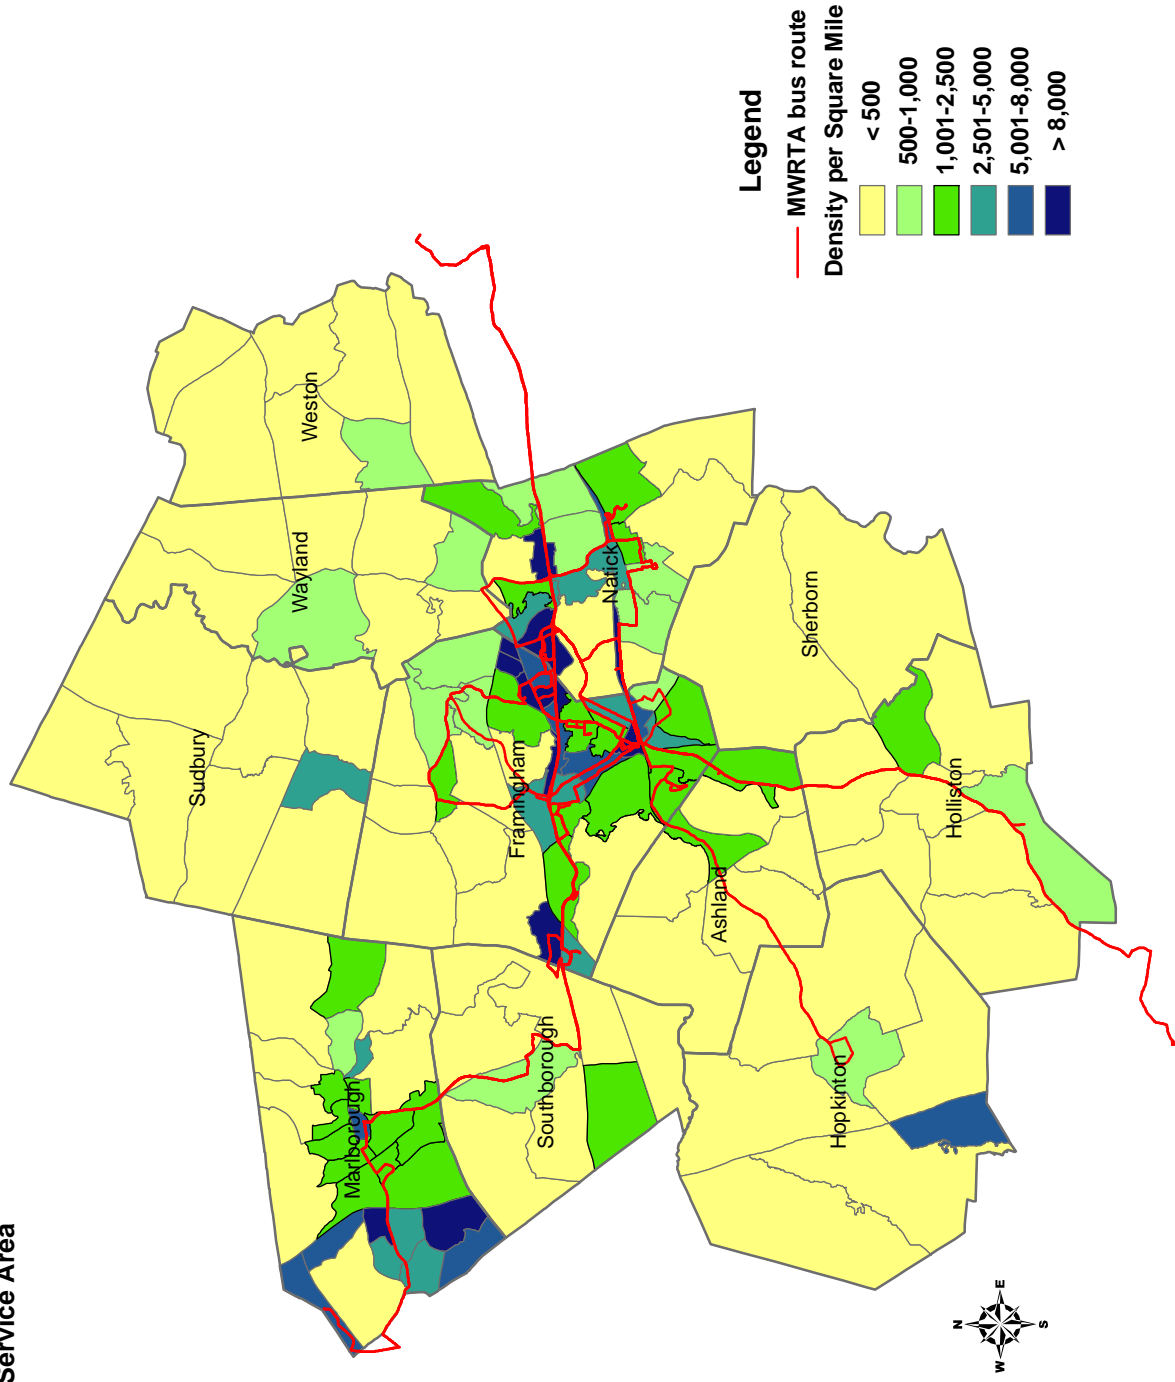 Service Area
Weston
Wayland
Sudbury
Natick
Framingham
Sherborn
Marlborough
Southborough
Ashland
Holliston
Hopkinton
Legend
MWRTA bus route
Density per Square Mile
< 500
500-1,000
1,001-2,500
2,501-5,000
5,001-8,000
> 8,000
N
W
E
S